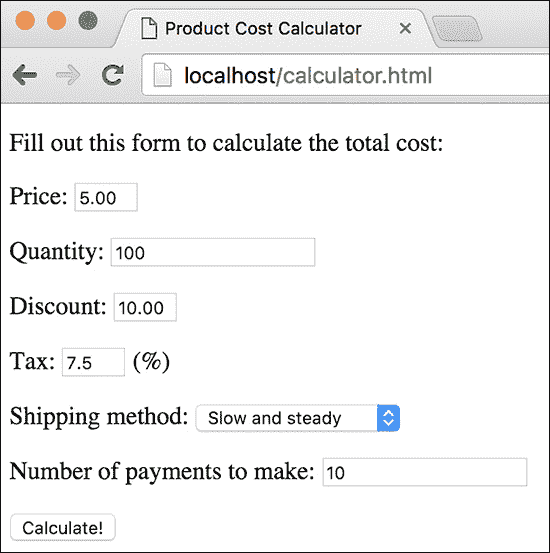 Product Cost Calculator
localhost/calculator.html
Fill out this form to calculate the total cost:
Price: 5.00
Quantity: 100
Discount: 10.00
Tax: 7.5 (%)
Shipping method: Slow and steady
Number of payments to make: 10
Calculate!